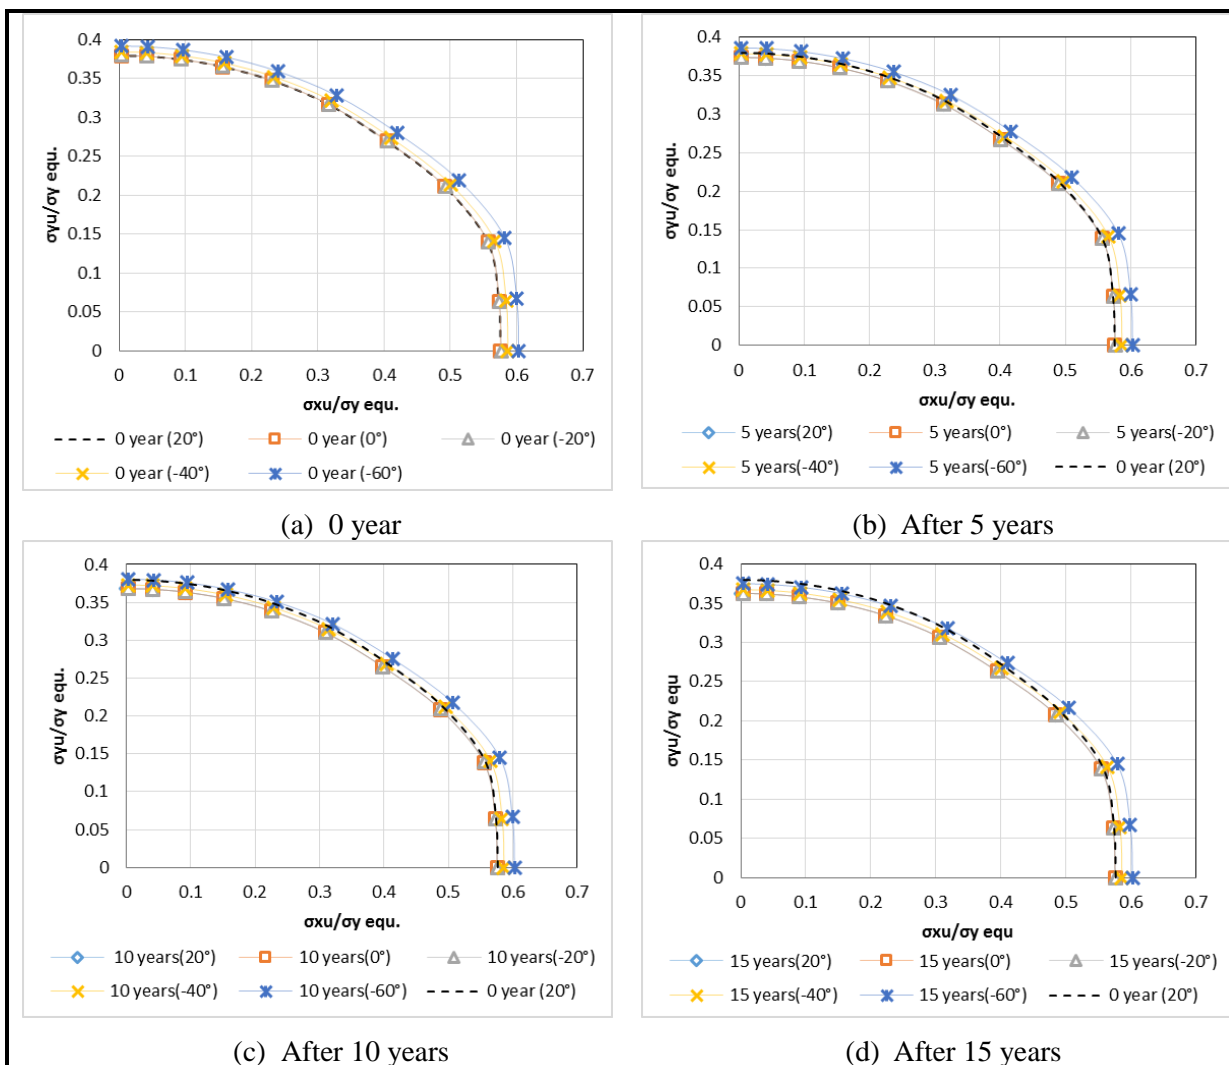 0.4
0.35
0.3
0.25
0.2
0.15
0.1
0.05
0
σyu/σy equ.
0 0.1 0.2 0.3 0.4 0.5 0.6 0.7
σxu/σy equ.
0 year (20°) 0 year (0°) 0 year (-20°)
0 year (-40°) 0 year (-60°)
(a) 0 year
0.4
0.35
0.3
0.25
0.2
0.15
0.1
0.05
0
σyu/σy equ.
0 0.1 0.2 0.3 0.4 0.5 0.6 0.7
σxu/σy equ.
5 years(20°) 5 years(0°) 5 years(-20°)
5 years(-40°) 5 years(-60°) 0 year (20°)
(b) After 5 years
0.4
0.35
0.3
0.25
0.2
0.15
0.1
0.05
0
σyu/σy equ.
0 0.1 0.2 0.3 0.4 0.5 0.6 0.7
σxu/σy equ.
10 years(20°) 10 years(0°) 10 years(-20°)
10 years(-40°) 10 years(-60°) 0 year (20°)
(c) After 10 years
0.4
0.35
0.3
0.25
0.2
0.15
0.1
0.05
0
σyu/σy equ
0 0.1 0.2 0.3 0.4 0.5 0.6 0.7
σxu/σy equ
15 years(20°) 15 years(0°) 15 years(-20°)
15 years(-40°) 15 years(-60°) 0 year (20°)
(d) After 15 years